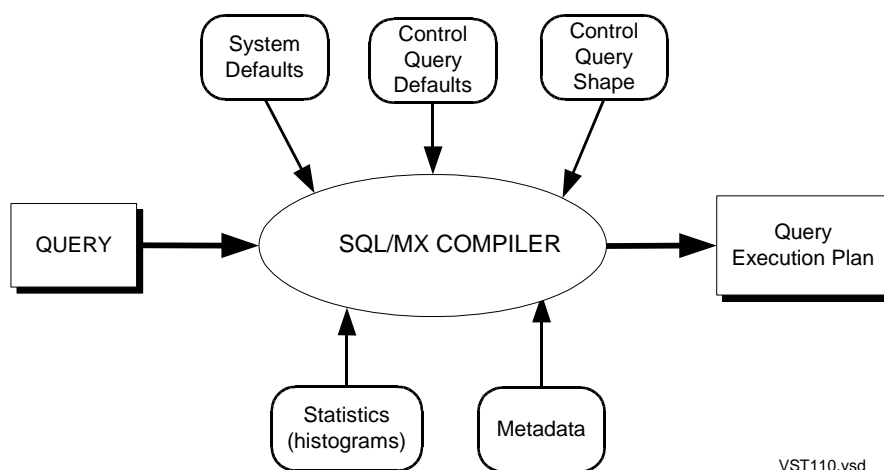 System
Defaults
Control
Query
Defaults
Control
Query
Shape
QUERY
SQL/MX COMPILER
Query
Execution Plan
Statistics
(histograms)
Metadata
VST110.vsd